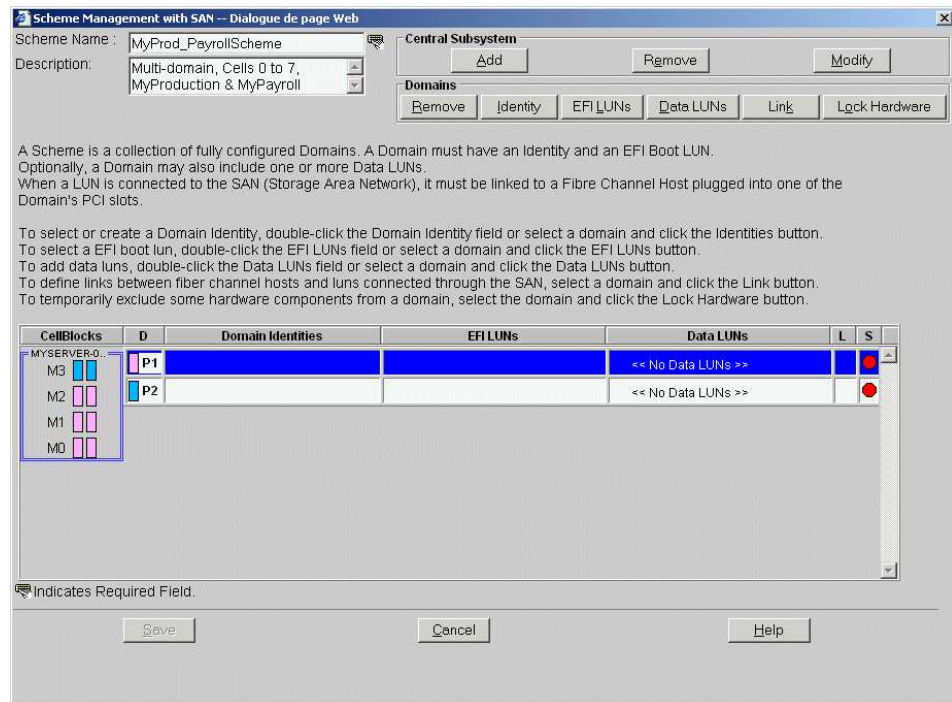 Scheme Management with SAN -- Dialogue de page Web
Scheme Name :
MyProd_PayrollScheme
Description:
Multi-domain, Cells 0 to 7,
MyProduction & MyPayroll
Central Subsystem
Add
Remove
Modify
Domains
Remove
Identity
EFI LUNs
Data LUNs
Link
Lock Hardware
A Scheme is a collection of fully configured Domains. A Domain must have an Identity and an EFI Boot LUN.
Optionally, a Domain may also include one or more Data LUNs.
When a LUN is connected to the SAN (Storage Area Network), it must be linked to a Fibre Channel Host plugged into one of the
Domain's PCI slots.
To select or create a Domain Identity, double-click the Domain Identity field or select a domain and click the Identities button.
To select a EFI boot lun, double-click the EFI LUNs field or select a domain and click the EFI LUNs button.
To add data luns, double-click the Data LUNs field or select a domain and click the Data LUNs button.
To define links between fiber channel hosts and luns connected through the SAN, select a domain and click the Link button.
To temporarily exclude some hardware components from a domain, select the domain and click the Lock Hardware button.
CellBlocks D Domain Identities EFI LUNs Data LUNs L S
MYSERVER-0..
M3
M2
M1
M0
P1 << No Data LUNs >>
P2 << No Data LUNs >>
Indicates Required Field.
Save
Cancel
Help